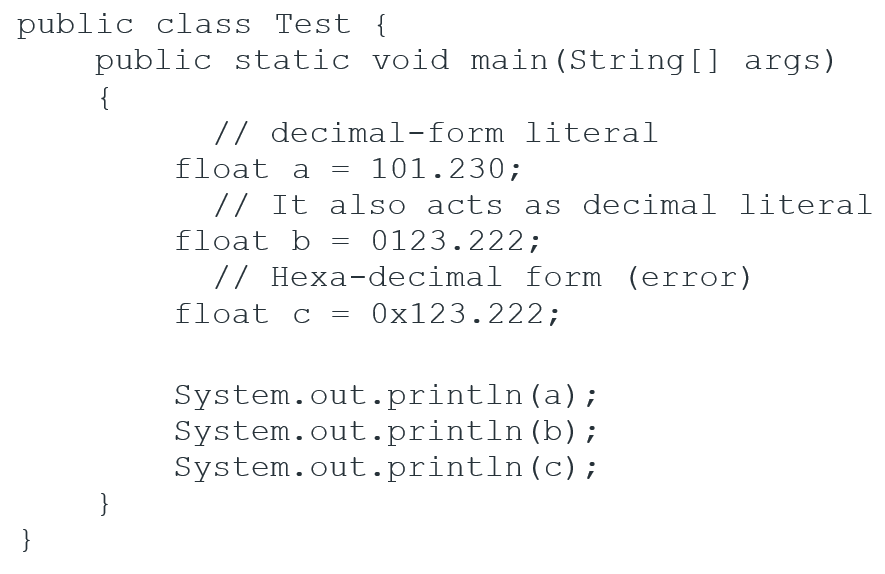 public class Test {
public static void main(String[] args)
{
// decimal-form literal
float a = 101.230;
// It also acts as decimal literal
float b = 0123.222;
// Hexa-decimal form (error)
float c = 0x123.222;
System.out.println(a);
System.out.println(b);
System.out.println(c);
}
}